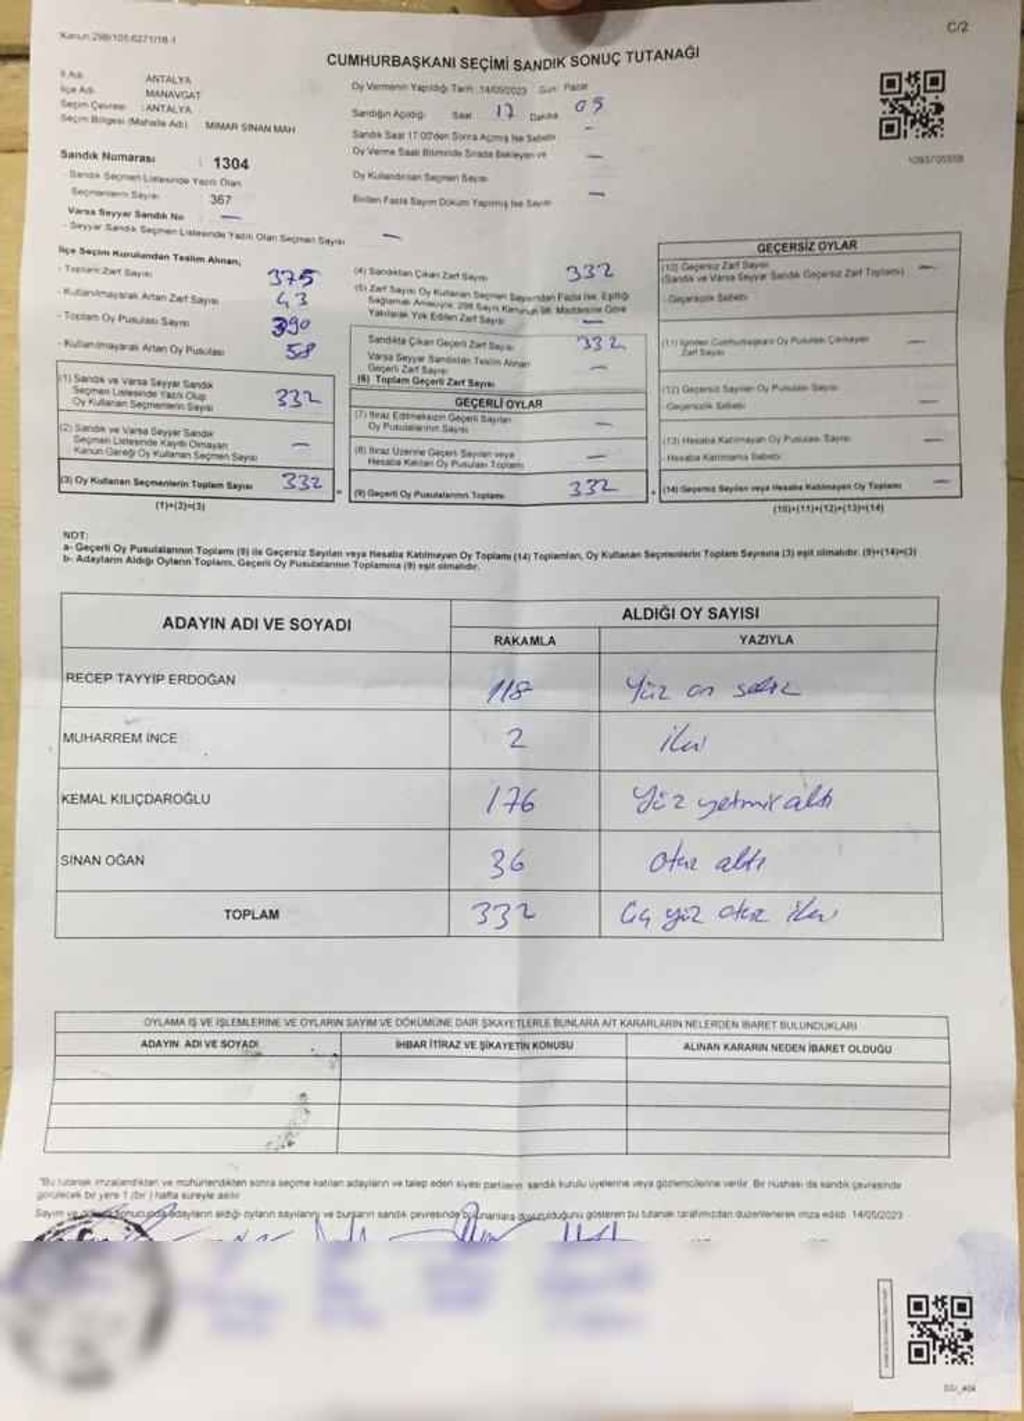 Kanun:298/105-6271/18-1
C/2
CUMHURBAŞKANI SEÇİMİ SANDIK SONUÇ TUTANAĞI
İl Adı ANTALYA
İlçe Adı MANAVGAT
Seçim Çevresi : ANTALYA
Seçim Bölgesi (Mahalle Adı) MİMAR SİNAN MAH
Oy Vermenin Yapıldığı Tarih :14/05/2023 Gün: Pazar
Sandığın Açıldığı Saat 17 Dakika 05
Sandık Saat 17:00'den Sonra Açılmış İse Sebebi -
Oy Verme Saati Bitiminde Sırada Bekleyen ve
Oy Kullandırılan Seçmen Sayısı —
Birden Fazla Sayım Döküm Yapılmış İse Sayısı —
Sandık Numarası : 1304
Sandık Seçmen Listesinde Yazılı Olan
Seçmenlerin Sayısı 367
Varsa Seyyar Sandık No —
- Seyyar Sandık Seçmen Listesinde Yazılı Olan Seçmen Sayısı —
İlçe Seçim Kurulundan Teslim Alınan;
- Toplam Zarf Sayısı 375
- Kullanılmayarak Artan Zarf Sayısı 43
- Toplam Oy Pusulası Sayısı 390
- Kullanılmayarak Artan Oy Pusulası 58
(1) Sandık ve Varsa Seyyar Sandık
Seçmen Listesinde Yazılı Olup
Oy Kullanan Seçmenlerin Sayısı 332
(2) Sandık ve Varsa Seyyar Sandık
Seçmen Listesinde Kayıtlı Olmayan
Kanun Gereği Oy Kullanan Seçmen Sayısı —
(3) Oy Kullanan Seçmenlerin Toplam Sayısı 332
(1)+(2)=(3)
=
(4) Sandıktan Çıkan Zarf Sayısı 332
(5) Zarf Sayısı Oy Kullanan Seçmen Sayısından Fazla İse, Eşitliği
Sağlamak Amacıyla, 298 Sayılı Kanunun 98. Maddesine Göre
Yakılarak Yok Edilen Zarf Sayısı —
Sandıkta Çıkan Geçerli Zarf Sayısı 332
Varsa Seyyar Sandıktan Teslim Alınan
Geçerli Zarf Sayısı —
(6) Toplam Geçerli Zarf Sayısı
GEÇERLİ OYLAR
(7) İtiraz Edilmeksizin Geçerli Sayılan
Oy Pusulalarının Sayısı —
(8) İtiraz Üzerine Geçerli Sayılan veya
Hesaba Katılan Oy Pusulası Toplamı —
(9) Geçerli Oy Pusulalarının Toplamı 332
+
GEÇERSİZ OYLAR
(10) Geçersiz Zarf Sayısı
(Sandık ve Varsa Seyyar Sandık Geçersiz Zarf Toplamı) —
- Geçersizlik Sebebi:
(11) İçinden Cumhurbaşkanı Oy Pusulası Çıkmayan
Zarf Sayısı —
(12) Geçersiz Sayılan Oy Pusulası Sayısı
- Geçersizlik Sebebi —
(13) Hesaba Katılmayan Oy Pusulası Sayısı —
- Hesaba Katılmama Sebebi:
(14) Geçersiz Sayılan veya Hesaba Katılmayan Oy Toplamı —
(10)+(11)+(12)+(13)=(14)
NOT:
a- Geçerli Oy Pusulalarının Toplamı (9) ile Geçersiz Sayılan veya Hesaba Katılmayan Oy Toplamı (14) Toplamları, Oy Kullanan Seçmenlerin Toplam Sayısına (3) eşit olmalıdır. (9)+(14)=(3)
b- Adayların Aldığı Oyların Toplamı, Geçerli Oy Pusulalarının Toplamına (9) eşit olmalıdır.
ADAYIN ADI VE SOYADI
ALDIĞI OY SAYISI
RAKAMLA YAZIYLA
RECEP TAYYİP ERDOĞAN 118 Yüz on sekiz
MUHARREM İNCE 2 iki
KEMAL KILIÇDAROĞLU 176 Yüz yetmiş altı
SİNAN OĞAN 36 otuz altı
TOPLAM 332 üç yüz otuz iki
OYLAMA İŞ VE İŞLEMLERİNE VE OYLARIN SAYIM VE DÖKÜMÜNE DAİR ŞİKAYETLERLE BUNLARA AİT KARARLARIN NELERDEN İBARET BULUNDUKLARI
ADAYIN ADI VE SOYADI İHBAR İTİRAZ VE ŞİKAYETİN KONUSU ALINAN KARARIN NEDEN İBARET OLDUĞU
"Bu tutanak imzalandıktan ve mühürlendikten sonra seçime katılan adayların ve talep eden siyasi partilerin sandık kurulu üyelerine veya gözlemcilerine verilir. Bir nüshası da sandık çevresinde
görülecek bir yere 1 (bir) hafta süreyle asılır
Sayım ve döküm sonucunda adayların aldığı oyların sayılarını ve bunların sandık çevresinde bulunanlara duyurulduğunu gösteren bu tutanak tarafımızdan düzenlenerek imza edildi. 14/05/2023